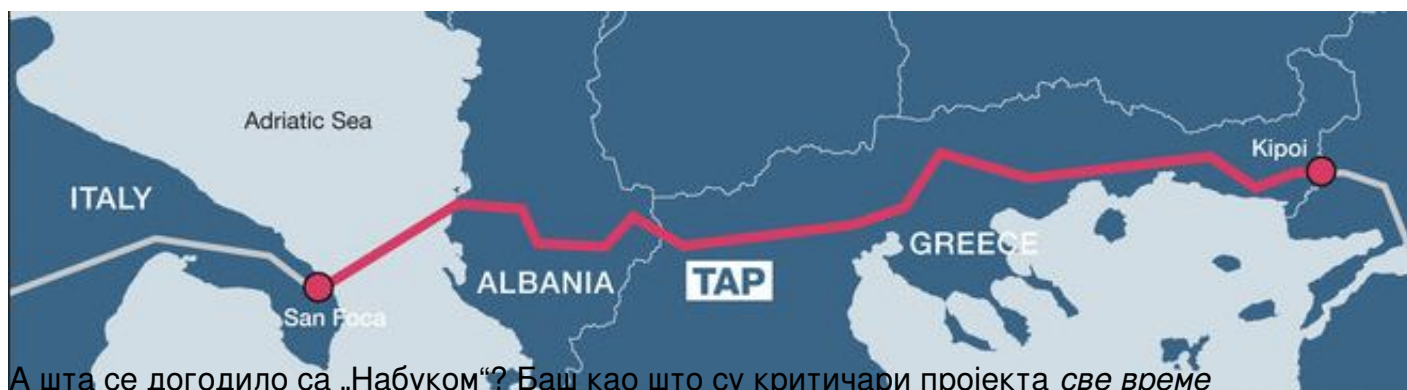 Adriatic Sea
Kipoi
ITALY
GREECE
ALBANIA
TAP
San Foca
А шта се догодило са „Набуком“? Баш као што су критичари пројекта све време